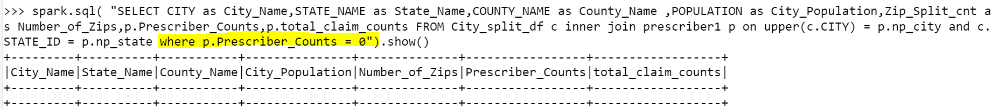 >>> spark.sql( "SELECT CITY as City_Name,STATE_NAME as State_Name,COUNTY_NAME as County_Name ,POPULATION as City_Population,Zip_Split_cnt a
s Number_of_Zips,p.Prescriber_Counts,p.total_claim_counts FROM City_split_df c inner join prescriber1 p on upper(c.CITY) = p.np_city and c.
STATE_ID = p.np_state where p.Prescriber_Counts = 0").show()
+---------+----------+-----------+---------------+--------------+-----------------+------------------+
|City_Name|State_Name|County_Name|City_Population|Number_of_Zips|Prescriber_Counts|total_claim_counts|
+---------+----------+-----------+---------------+--------------+-----------------+------------------+
+---------+----------+-----------+---------------+--------------+-----------------+------------------+